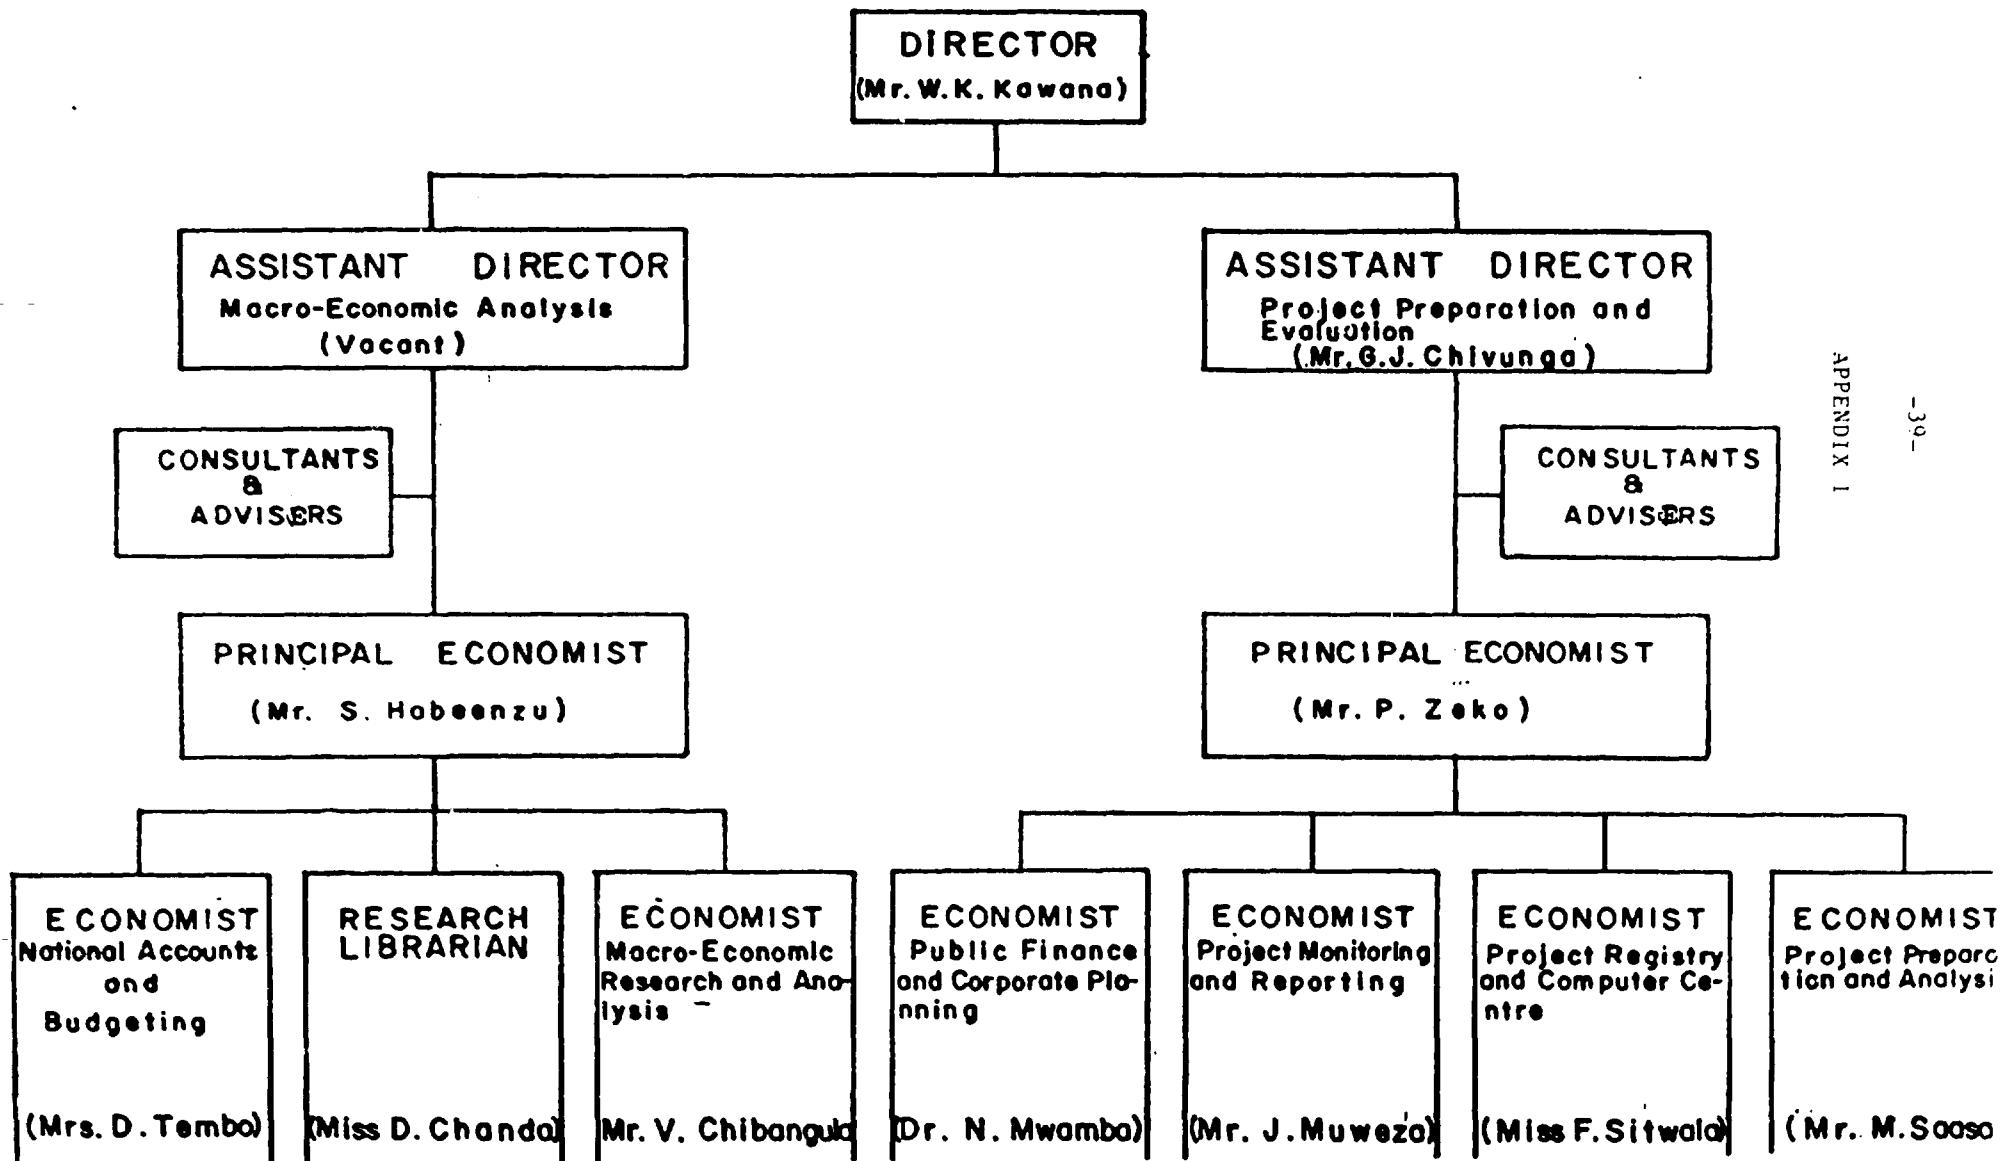 DIRECTOR
(Mr. W.K. Kawana)
ASSISTANT DIRECTOR
Macro-Economic Analysis
(Vacant)
ASSISTANT DIRECTOR
Project Preparation and
Evaluation
(Mr. G.J. Chivunga)
CONSULTANTS
&
ADVISERS
CONSULTANTS
&
ADVISERS
-39-
APPENDIX 1
PRINCIPAL ECONOMIST
(Mr. S. Habeenzu)
PRINCIPAL ECONOMIST
(Mr. P. Zeko)
ECONOMIST
National Accounts
and
Budgeting
(Mrs. D. Tembo)
RESEARCH
LIBRARIAN
(Miss D. Chanda)
ECONOMIST
Macro-Economic
Research and Ana-
lysis
Mr. V. Chibangula
ECONOMIST
Public Finance
and Corporate Pla-
nning
(Dr. N. Mwamba)
ECONOMIST
Project Monitoring
and Reporting
(Mr. J. Muweza)
ECONOMIST
Project Registry
and Computer Ce-
ntre
(Miss F. Sitwala)
ECONOMIST
Project
tion and
(Mr. M.